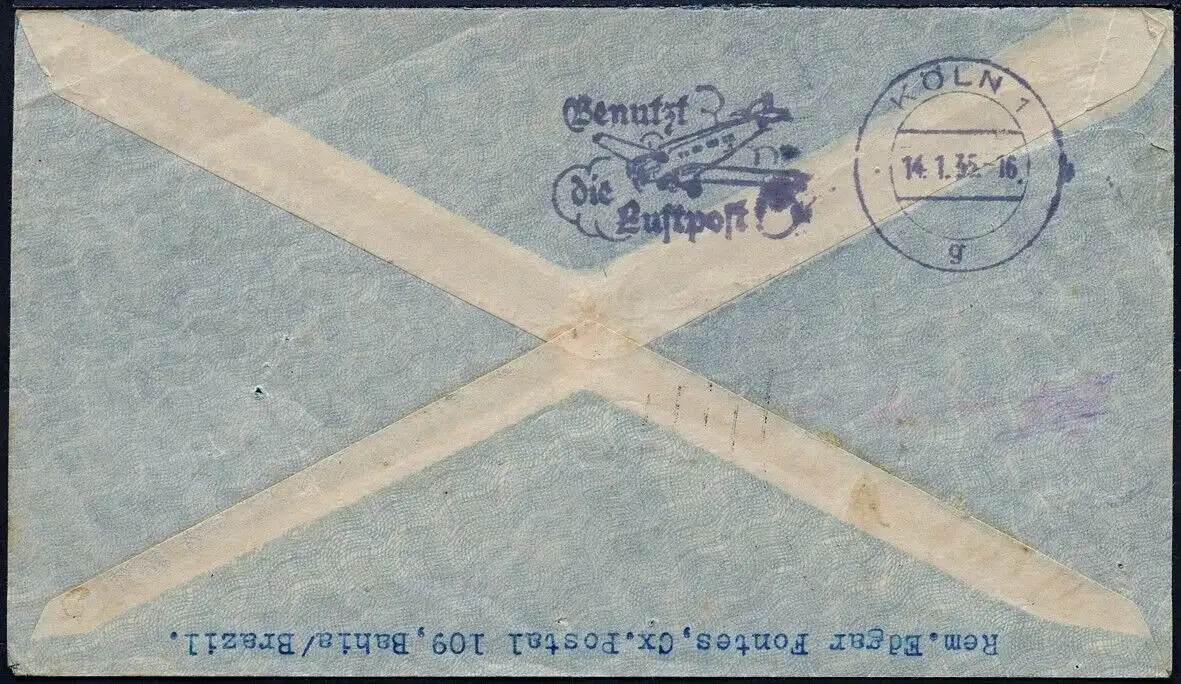 Benutzt
die
Luftpost
KÖLN 1
14.1.35.-16.
g
Rem.Edgar Fontes,Cx.Postal 109,Bahia/Brazil.